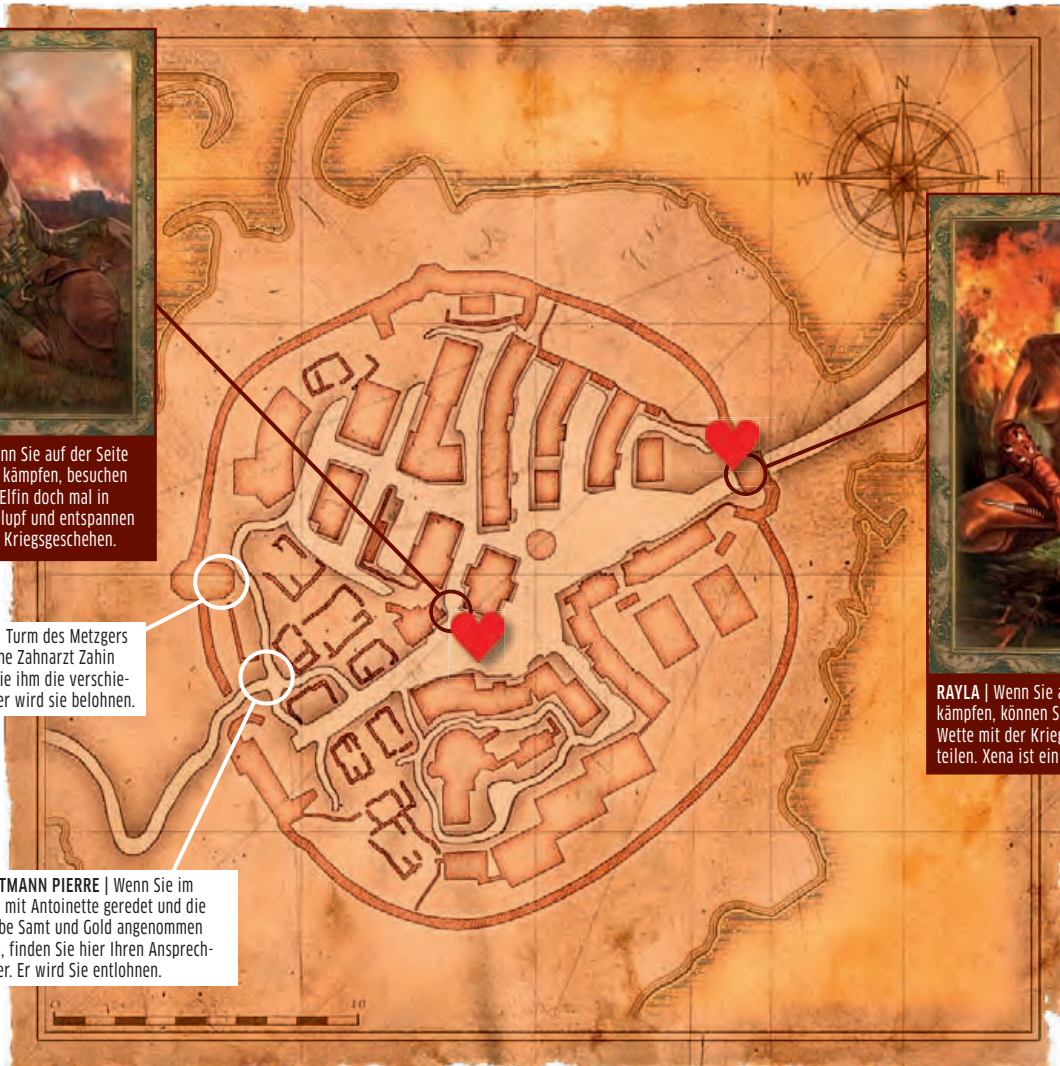 N
W
E
S
nn Sie auf der Seite
kämpfen, besuchen
Elfin doch mal in
lupf und entspannen
Kriegsgeschehen.
Turm des Metzgers
ne Zahnarzt Zahin
ie ihm die verschie-
er wird sie belohnen.
RAYLA | Wenn Sie a
kämpfen, können S
Wette mit der Krieg
teilen. Xena ist ein
TMANN PIERRE | Wenn Sie im
mit Antoinette geredet und die
be Samt und Gold angenommen
, finden Sie hier Ihren Ansprech-
er. Er wird Sie entlohnen.
0 10